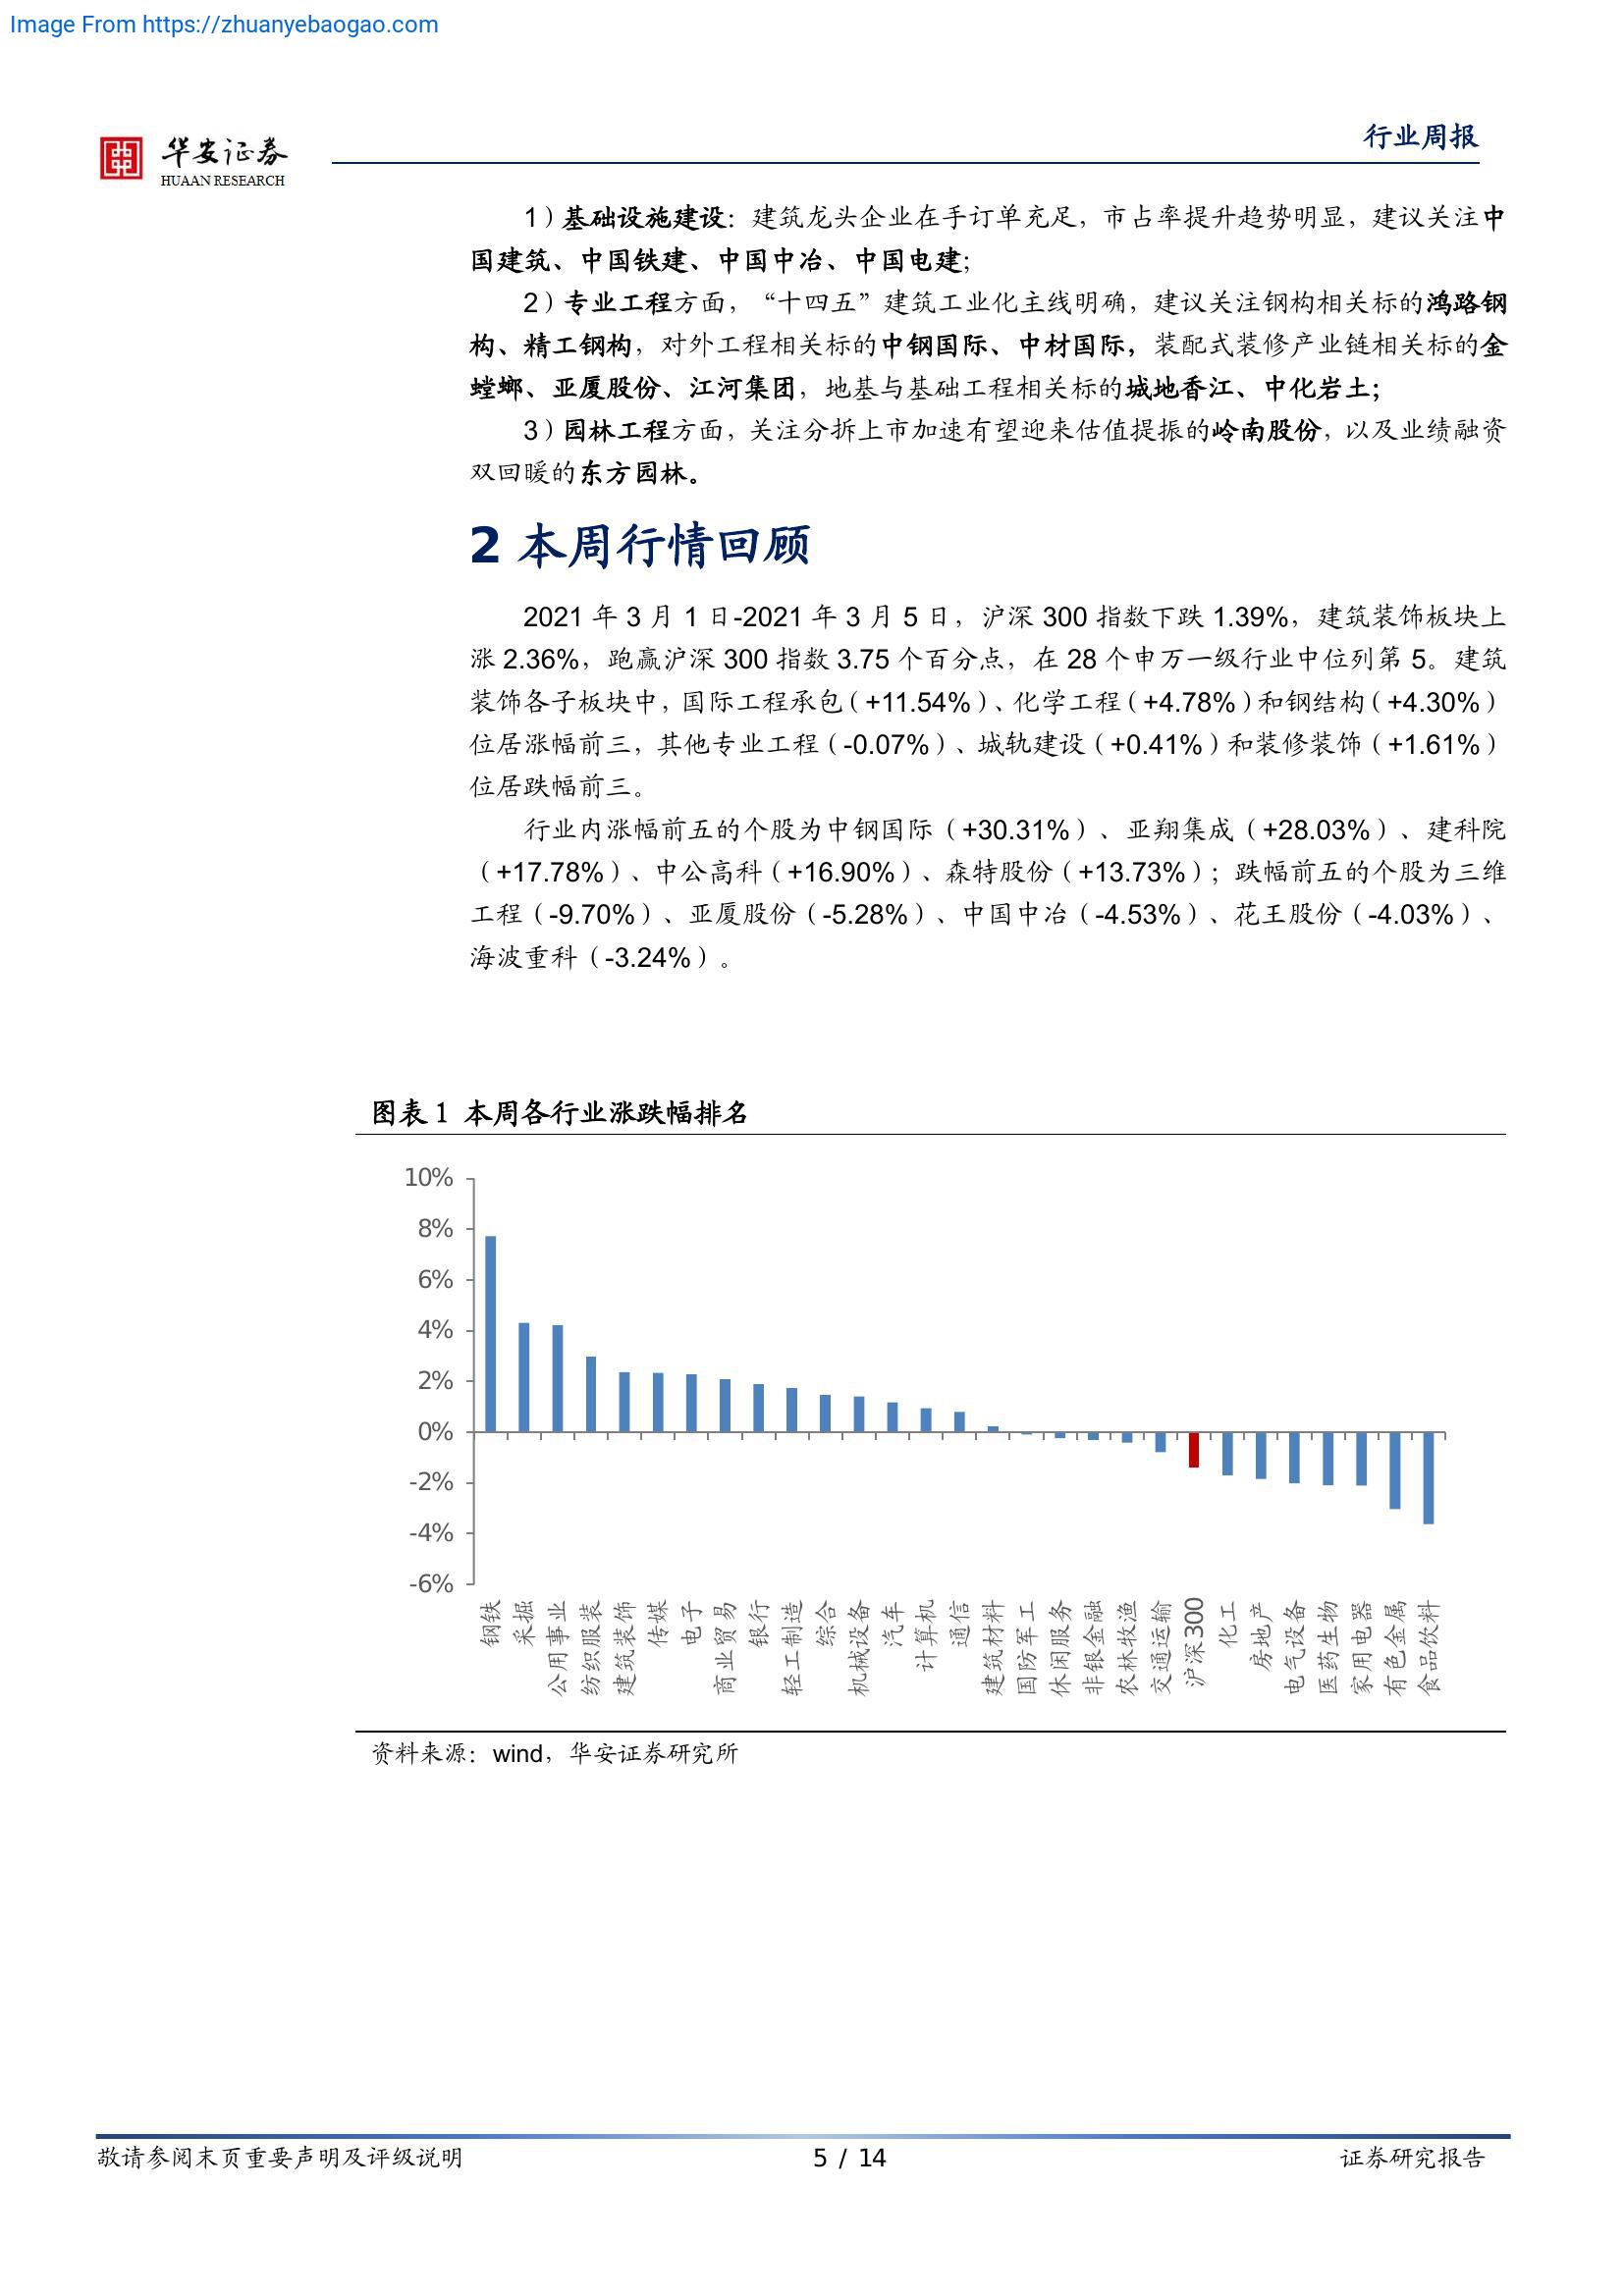 Image From https://zhuanyebaogao.com
行业周报
华安证券
HUAAN RESEARCH
1）基础设施建设：建筑龙头企业在手订单充足，市占率提升趋势明显，建议关注中
国建筑、中国铁建、中国中冶、中国电建；
2）专业工程方面，“十四五”建筑工业化主线明确，建议关注钢构相关标的鸿路钢
构、精工钢构，对外工程相关标的中钢国际、中材国际，装配式装修产业链相关标的金
螳螂、亚厦股份、江河集团，地基与基础工程相关标的城地香江、中化岩土；
3）园林工程方面，关注分拆上市加速有望迎来估值提振的岭南股份，以及业绩融资
双回暖的东方园林。
2 本周行情回顾
2021 年 3 月 1 日-2021 年 3 月 5 日，沪深 300 指数下跌 1.39%，建筑装饰板块上
涨 2.36%，跑赢沪深 300 指数 3.75 个百分点，在 28 个申万一级行业中位列第 5。建筑
装饰各子板块中，国际工程承包（+11.54%）、化学工程（+4.78%）和钢结构（+4.30%）
位居涨幅前三，其他专业工程（-0.07%）、城轨建设（+0.41%）和装修装饰（+1.61%）
位居跌幅前三。
行业内涨幅前五的个股为中钢国际（+30.31%）、亚翔集成（+28.03%）、建科院
（+17.78%）、中公高科（+16.90%）、森特股份（+13.73%）；跌幅前五的个股为三维
工程（-9.70%）、亚厦股份（-5.28%）、中国中冶（-4.53%）、花王股份（-4.03%）、
海波重科（-3.24%）。
图表 1 本周各行业涨跌幅排名
10%
8%
6%
4%
2%
0%
-2%
-4%
-6%
钢铁
采掘
公用事业
纺织服装
建筑装饰
传媒
电子
商业贸易
银行
轻工制造
综合
机械设备
汽车
计算机
通信
建筑材料
国防军工
休闲服务
非银金融
农林牧渔
交通运输
沪深300
化工
房地产
电气设备
医药生物
家用电器
有色金属
食品饮料
资料来源：wind，华安证券研究所
敬请参阅末页重要声明及评级说明
5 / 14
证券研究报告